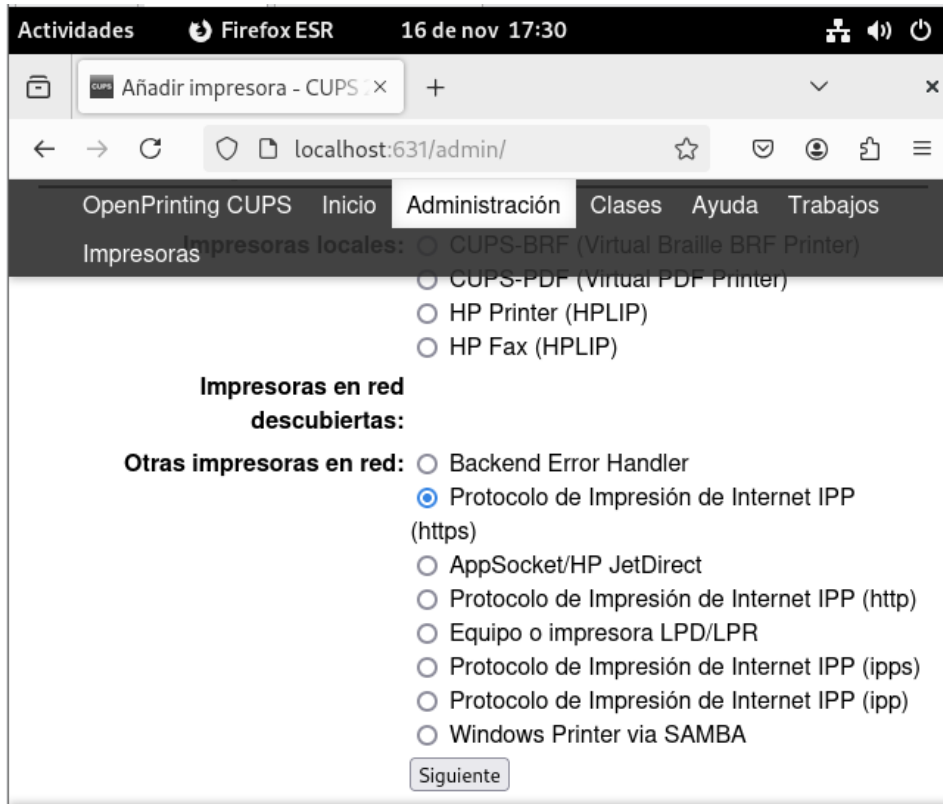 Actividades Firefox ESR 16 de nov 17:30
CUPS Añadir impresora - CUPS
localhost:631/admin/
OpenPrinting CUPS Inicio Administración Clases Ayuda Trabajos
Impresoras
Impresoras locales: CUPS-BRF (Virtual Braille BRF Printer)
CUPS-PDF (Virtual PDF Printer)
HP Printer (HPLIP)
HP Fax (HPLIP)
Impresoras en red
descubiertas:
Otras impresoras en red: Backend Error Handler
Protocolo de Impresión de Internet IPP
(https)
AppSocket/HP JetDirect
Protocolo de Impresión de Internet IPP (http)
Equipo o impresora LPD/LPR
Protocolo de Impresión de Internet IPP (ipps)
Protocolo de Impresión de Internet IPP (ipp)
Windows Printer via SAMBA
Siguiente